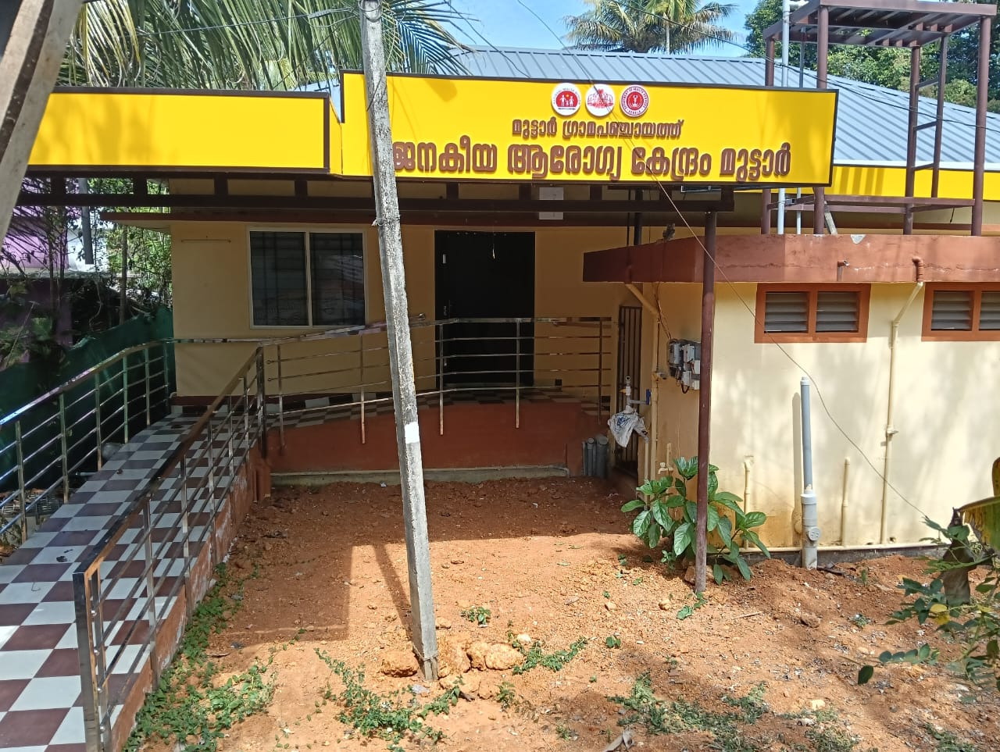 മുട്ടാർ ഗ്രാമപഞ്ചായത്ത്
ജനകീയ ആരോഗ്യ കേന്ദ്രം മുട്ടാർ